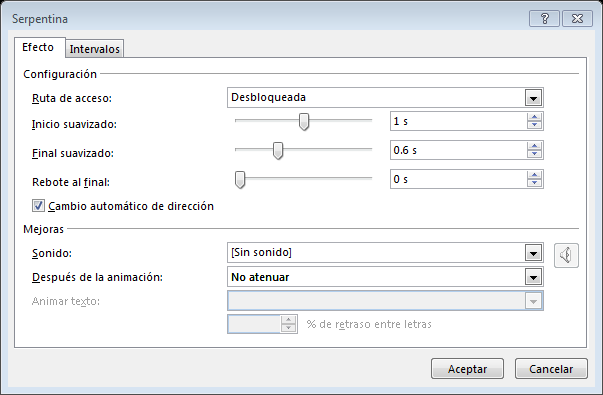 Serpentina
Efecto
Intervalos
Configuración
Ruta de acceso: Desbloqueada
Inicio suavizado: 1 s
Final suavizado: 0.6 s
Rebote al final: 0 s
Cambio automático de dirección
Mejoras
Sonido: [Sin sonido]
Después de la animación: No atenuar
Animar texto:
% de retraso entre letras
Aceptar
Cancelar